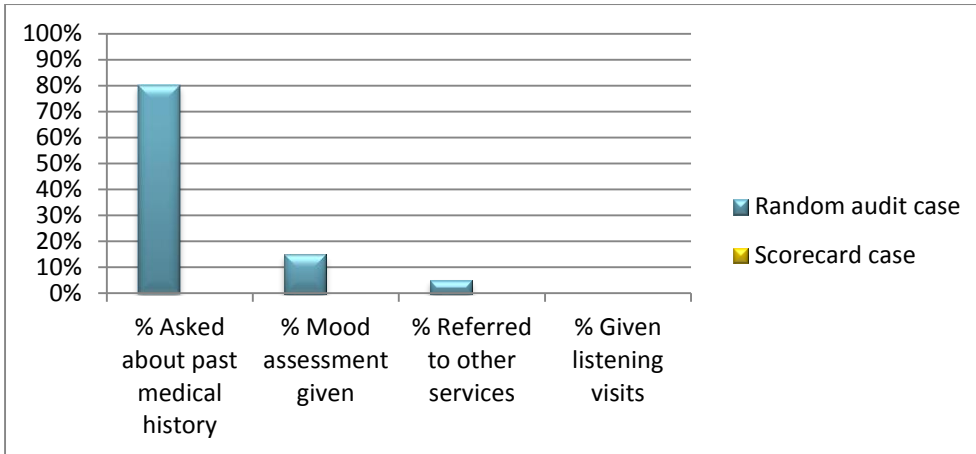 100%
90%
80%
70%
60%
50%
40%
30%
20%
10%
0%
% Asked
about past
medical
history
% Mood
assessment
given
% Referred
to other
services
% Given
listening
visits
Random audit case
Scorecard case